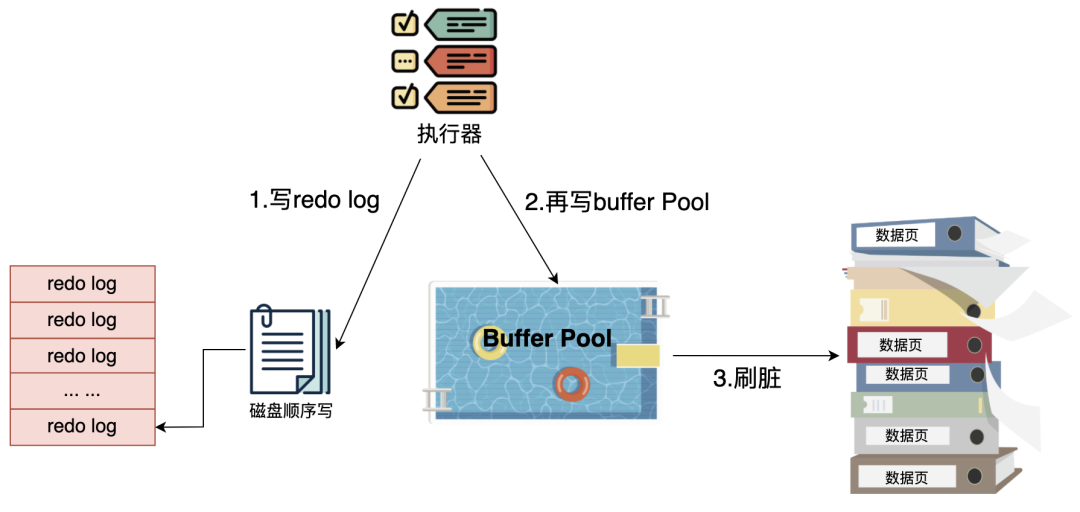 执行器
1.写redo log
2.再写buffer Pool
redo log
redo log
redo log
... ...
redo log
磁盘顺序写
Buffer Pool
3.刷脏
数据页
数据页
数据页
数据页
数据页